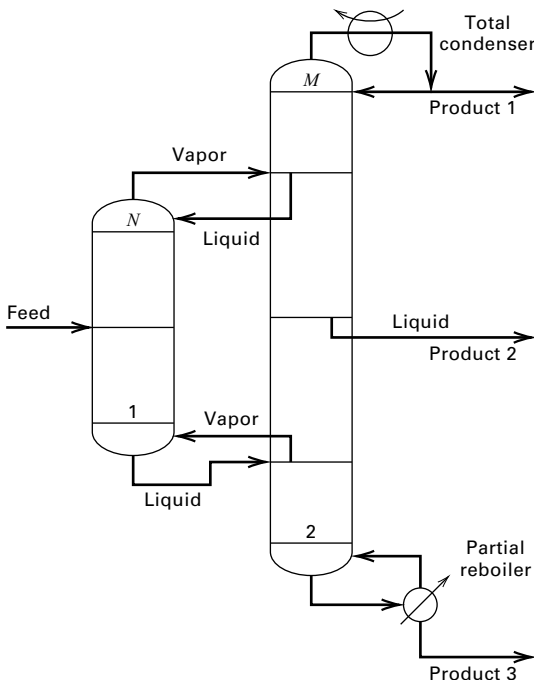 Total
condenser
M
Product 1
Vapor
N
Liquid
Feed
Liquid
Product 2
1
Vapor
Liquid
2
Partial
reboiler
Product 3